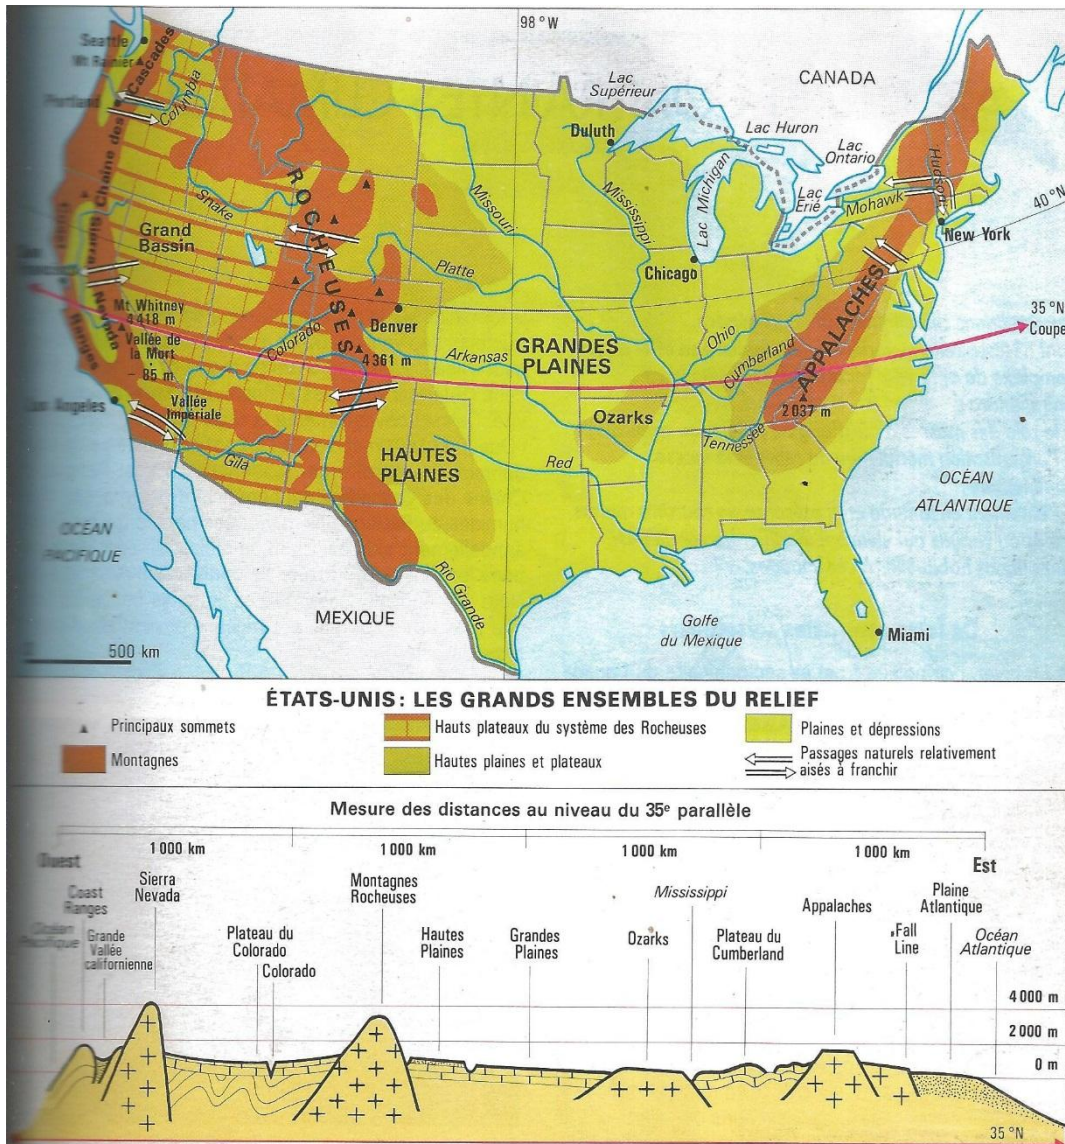 98° W
Seattle
Mt Rainier
Portland
Chaîne des Cascades
Columbia
CANADA
Lac
Supérieur
Duluth
Lac Huron
Lac
Ontario
Lac Michigan
Lac
Erié
Hudson
Mohawk
40° N
New York
Snake
ROCHEUSES
Missouri
Mississipi
Grand
Bassin
Platte
Chicago
APPALACHES
Sierra
Nevada
Ranges
Mt Whitney
4 418 m
Vallée de
la Mort
– 85 m
Colorado
Denver
4 361 m
Arkansas
GRANDES
PLAINES
Ohio
Cumberland
35° N
Coupe
Los Angeles
Vallée
Impériale
Gila
HAUTES
PLAINES
Ozarks
Red
Tennessee
2 037 m
OCÉAN
ATLANTIQUE
OCÉAN
PACIFIQUE
MEXIQUE
Rio Grande
Golfe
du Mexique
Miami
500 km
ÉTATS-UNIS : LES GRANDS ENSEMBLES DU RELIEF
Principaux sommets
Montagnes
Hauts plateaux du système des Rocheuses
Hautes plaines et plateaux
Plaines et dépressions
Passages naturels relativement
aisés à franchir
Mesure des distances au niveau du 35e parallèle
1 000 km
1 000 km
1 000 km
1 000 km
Ouest
Est
Coast
Ranges
Océan
Pacifique
Grande
Vallée
californienne
Sierra
Nevada
Plateau du
Colorado
Colorado
Montagnes
Rocheuses
Hautes
Plaines
Grandes
Plaines
Ozarks
Mississipi
Plateau du
Cumberland
Appalaches
Fall
Line
Plaine
Atlantique
Océan
Atlantique
4 000 m
2 000 m
0 m
35° N